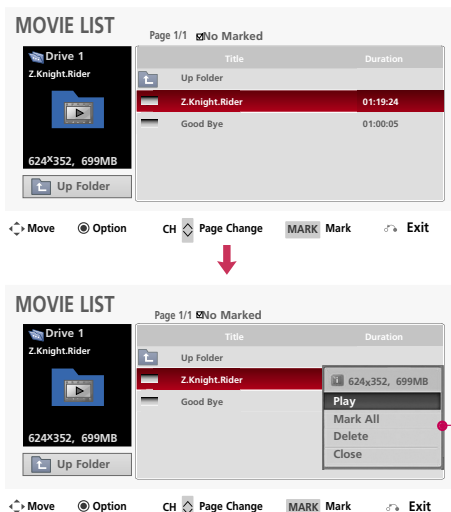 MOVIE LIST
Page 1/1 No Marked
Drive 1
Z.Knight.Rider
624x352, 699MB
Up Folder
Title Duration
Up Folder
Z.Knight.Rider 01:19:24
Good Bye 01:00:05
Move Option CH Page Change MARK Mark Exit
MOVIE LIST
Page 1/1 No Marked
Drive 1
Z.Knight.Rider
624x352, 699MB
Up Folder
Title Duration
Up Folder
Z.Knight.Rider
Good Bye
624x352, 699MB
Play
Mark All
Delete
Close
Move Option CH Page Change MARK Mark Exit